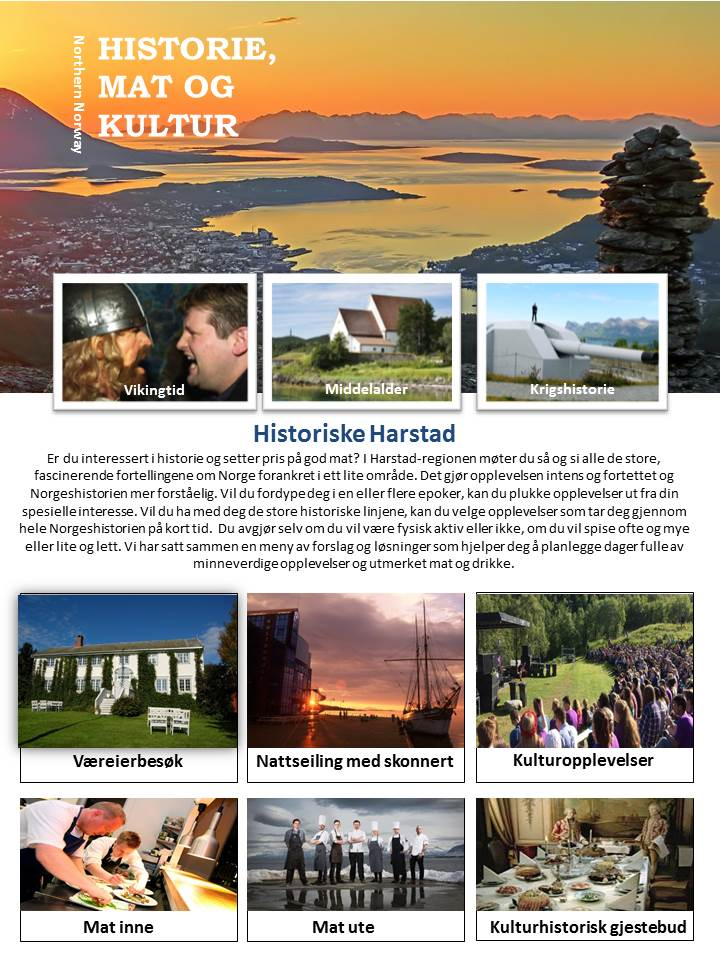 Northern Norway
HISTORIE,
MAT OG
KULTUR
Vikingtid
Middelalder
Krigshistorie
Historiske Harstad
Er du interessert i historie og setter pris på god mat? I Harstad-regionen møter du så og si alle de store,
fascinerende fortellingene om Norge forankret i ett lite område. Det gjør opplevelsen intens og fortettet og
Norgeshistorien mer forståelig. Vil du fordype deg i en eller flere epoker, kan du plukke opplevelser ut fra din
spesielle interesse. Vil du ha med deg de store historiske linjene, kan du velge opplevelser som tar deg gjennom
hele Norgeshistorien på kort tid. Du avgjør selv om du vil være fysisk aktiv eller ikke, om du vil spise ofte og mye
eller lite og lett. Vi har satt sammen en meny av forslag og løsninger som hjelper deg å planlegge dager fulle av
minneverdige opplevelser og utmerket mat og drikke.
Væreierbesøk
Nattseiling med skonnert
Kulturopplevelser
Mat inne
Mat ute
Kulturhistorisk gjestebud